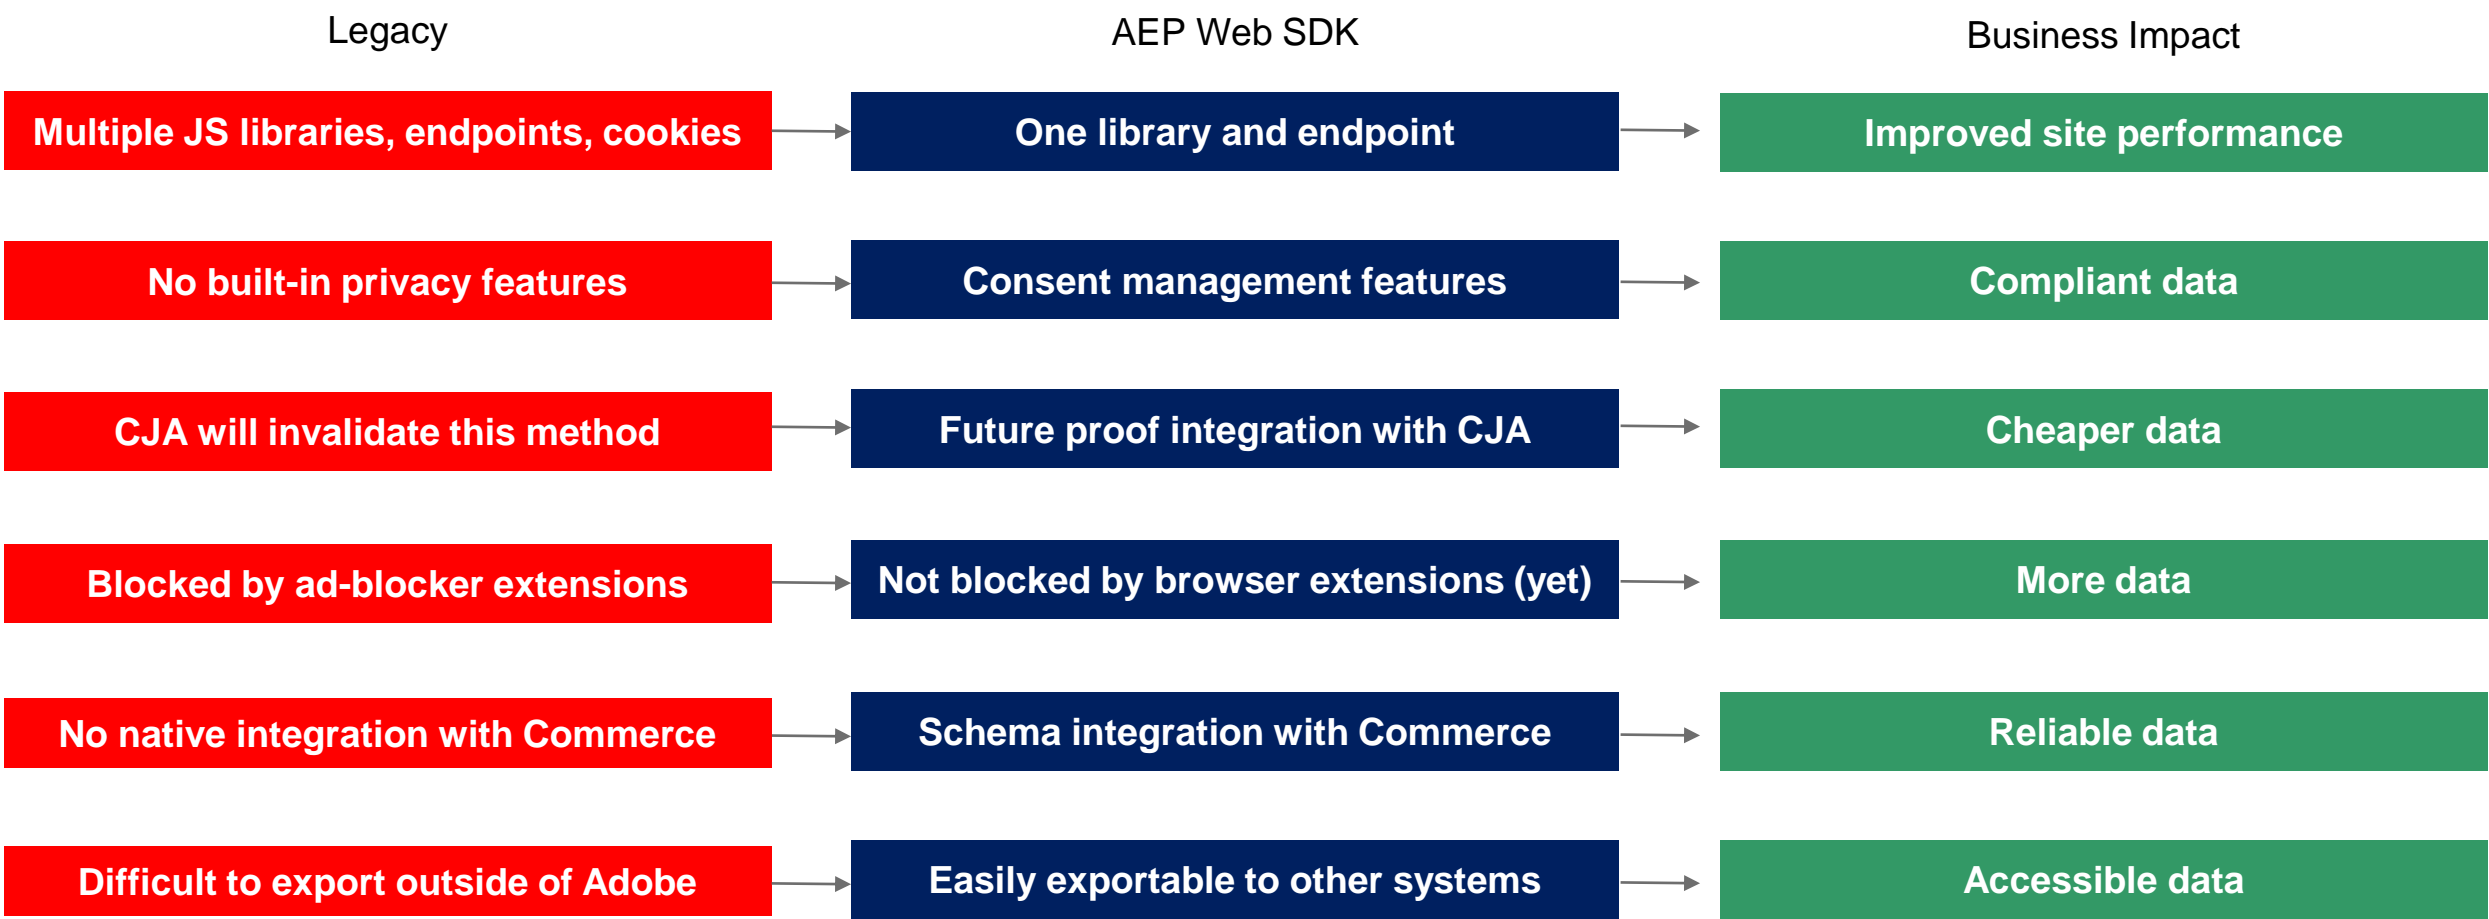 Legacy
AEP Web SDK
Business Impact
Multiple JS libraries, endpoints, cookies
One library and endpoint
Improved site performance
No built-in privacy features
Consent management features
Compliant data
CJA will invalidate this method
Future proof integration with CJA
Cheaper data
Blocked by ad-blocker extensions
Not blocked by browser extensions (yet)
More data
No native integration with Commerce
Schema integration with Commerce
Reliable data
Difficult to export outside of Adobe
Easily exportable to other systems
Accessible data